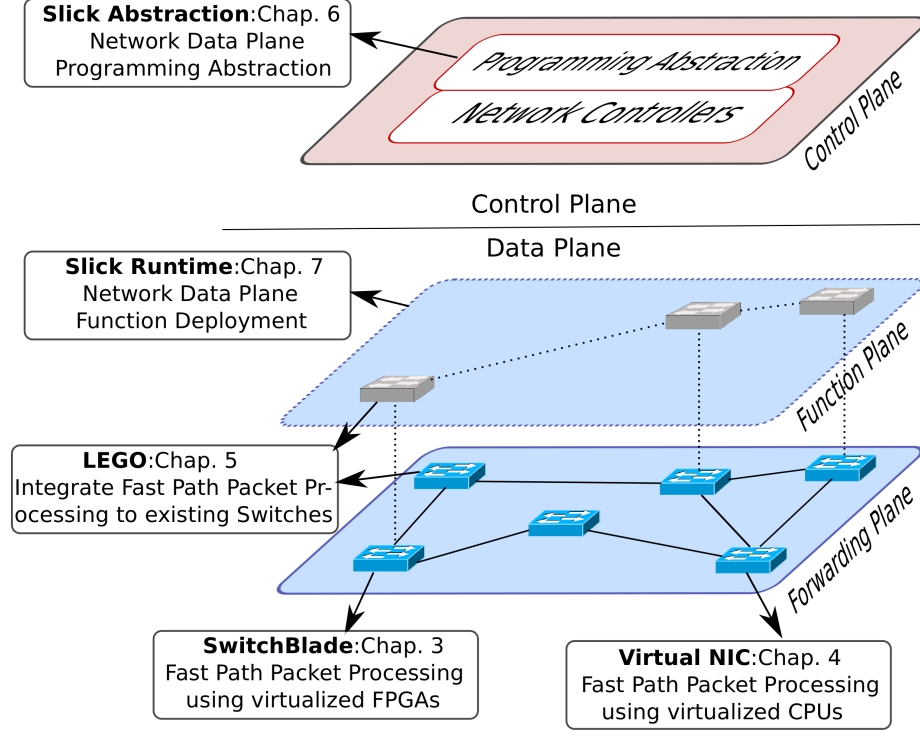 Slick Abstraction:Chap. 6
Network Data Plane
Programming Abstraction
Programming Abstraction
Network Controllers
Control Plane
Control Plane
Data Plane
Slick Runtime:Chap. 7
Network Data Plane
Function Deployment
Function Plane
LEGO:Chap. 5
Integrate Fast Path Packet Pr-
ocessing to existing Switches
Forwarding Plane
SwitchBlade:Chap. 3
Fast Path Packet Processing
using virtualized FPGAs
Virtual NIC:Chap. 4
Fast Path Packet Processing
using virtualized CPUs